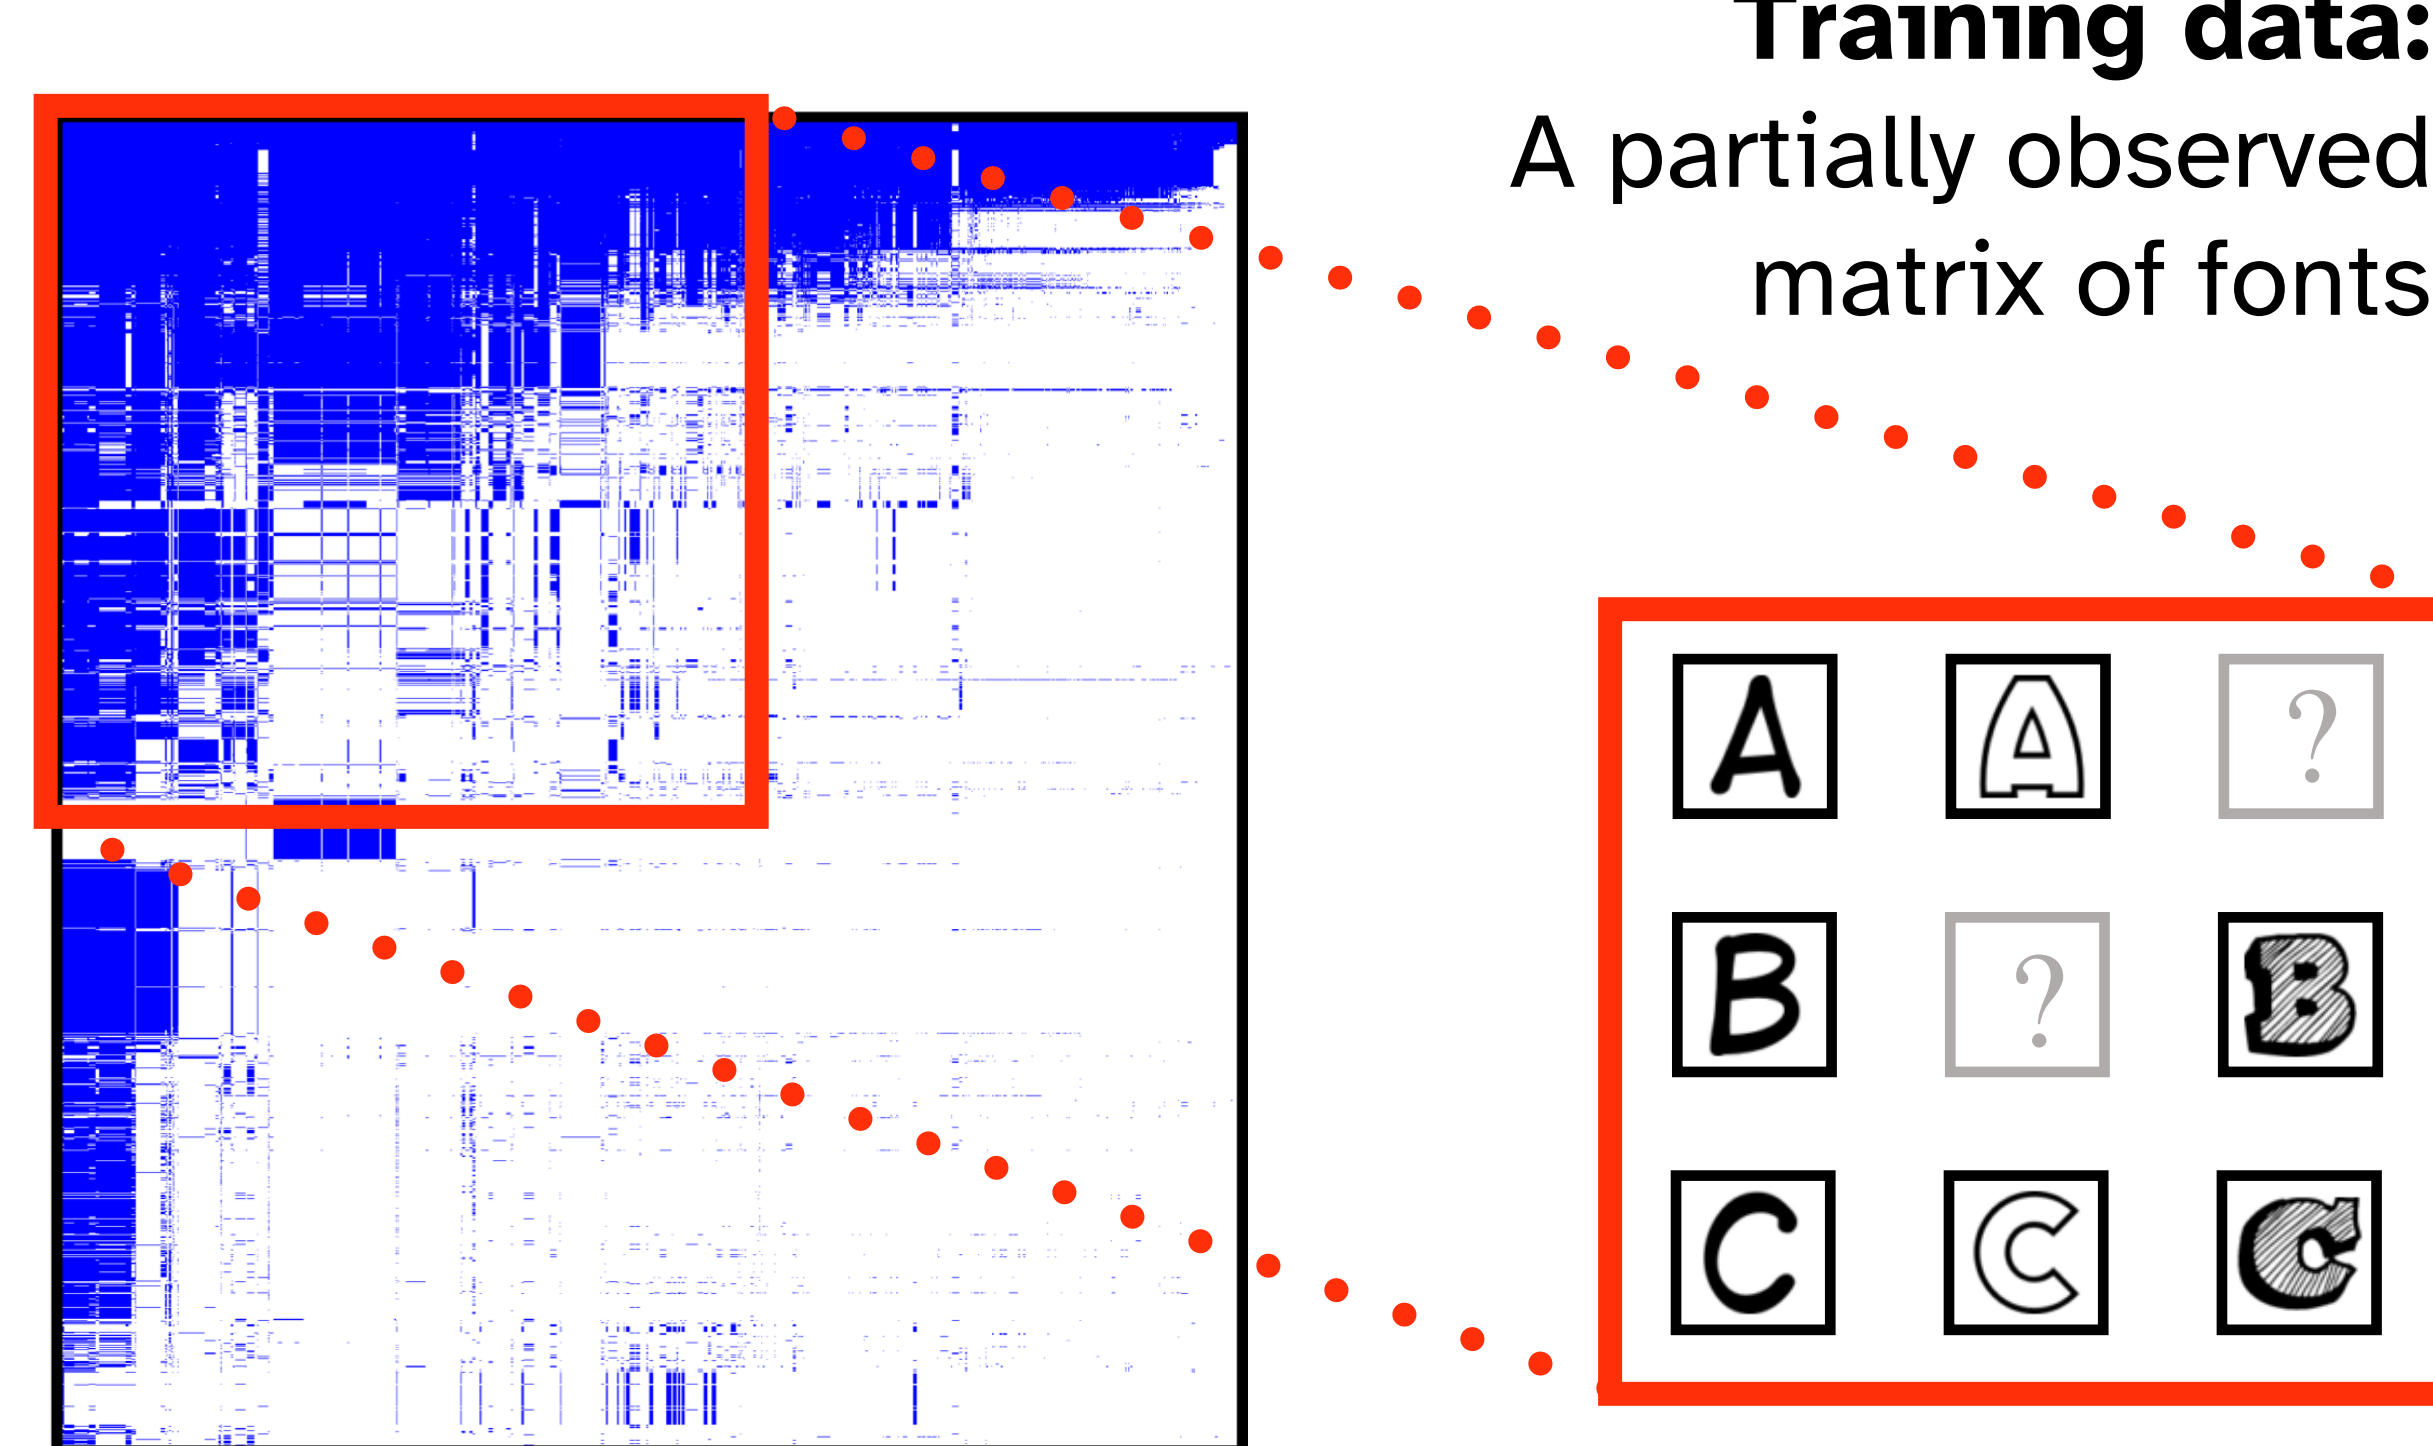 Training data:
A partially observed
matrix of fonts
A A ?
B ? B
C C C